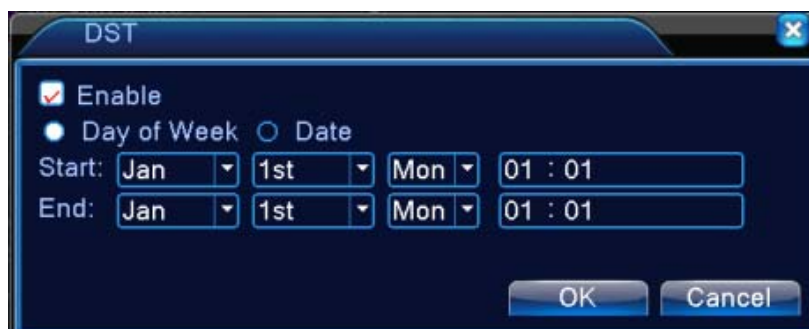 DST
Enable
Day of Week Date
Start: Jan 1st Mon 01 : 01
End: Jan 1st Mon 01 : 01
OK Cancel